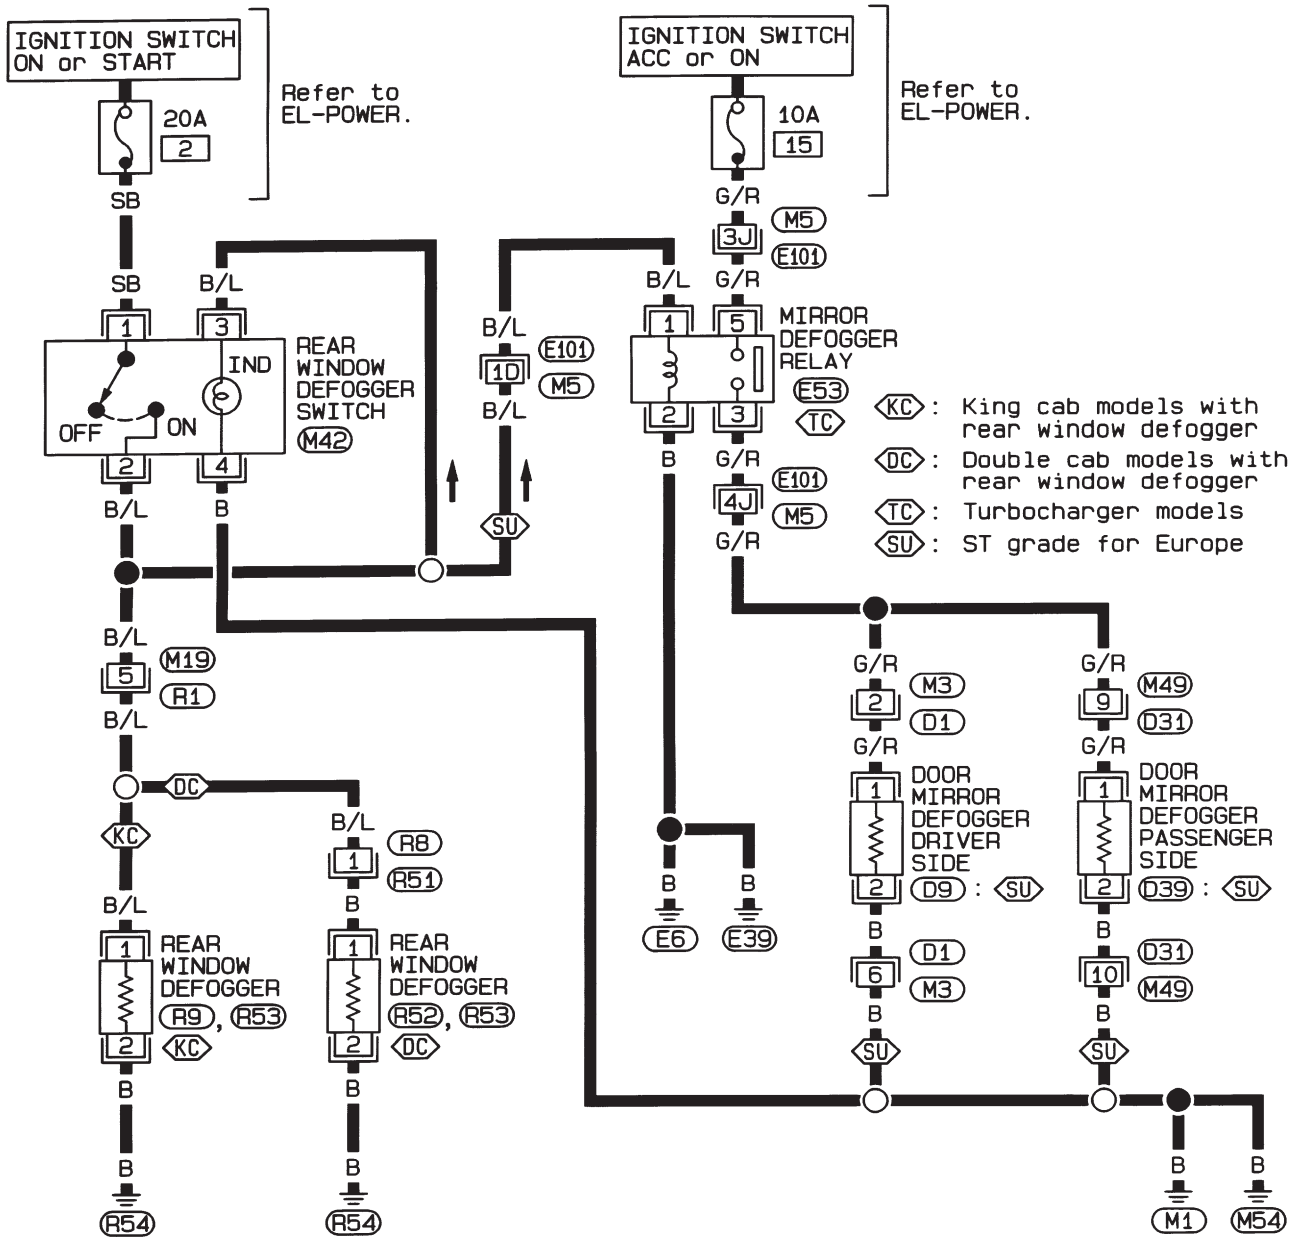 IGNITION SWITCH
ON or START
Refer to
EL-POWER.
20A
2
SB
SB
B/L
1
3
IND
OFF
ON
2
4
REAR
WINDOW
DEFOGGER
SWITCH
M42
B/L
B
B/L
1D
E101
M5
B/L
SU
IGNITION SWITCH
ACC or ON
Refer to
EL-POWER.
10A
15
G/R
3J
M5
E101
B/L
G/R
1
5
2
3
MIRROR
DEFOGGER
RELAY
E53
TC
B
G/R
4J
E101
M5
G/R
KC : King cab models with
rear window defogger
DC : Double cab models with
rear window defogger
TC : Turbocharger models
SU : ST grade for Europe
B/L
5
M19
R1
B/L
DC
KC
B/L
1
R8
R51
B
B/L
1
REAR
WINDOW
DEFOGGER
R9 , R53
2
KC
B
B
R54
1
REAR
WINDOW
DEFOGGER
R52 , R53
2
DC
B
B
R54
B
B
E6
E39
G/R
2
M3
D1
G/R
1
DOOR
MIRROR
DEFOGGER
DRIVER
SIDE
2
D9 : SU
B
6
D1
M3
B
SU
G/R
9
M49
D31
G/R
1
DOOR
MIRROR
DEFOGGER
PASSENGER
SIDE
2
D39 : SU
B
10
D31
M49
B
SU
B
B
M1
M54